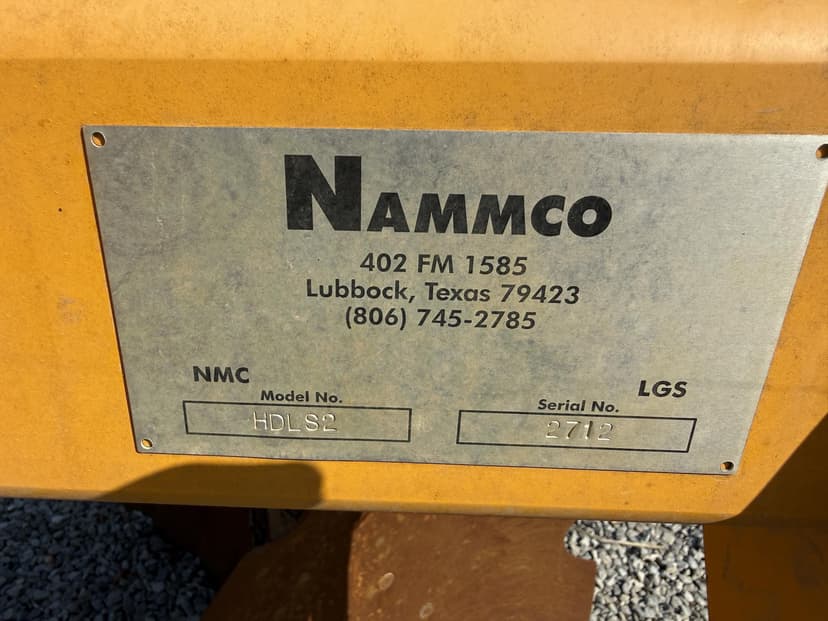 NAMMCO
402 FM 1585
Lubbock, Texas 79423
(806) 745-2785
NMC
LGS
Model No.
Serial No.
HDLS2
2712